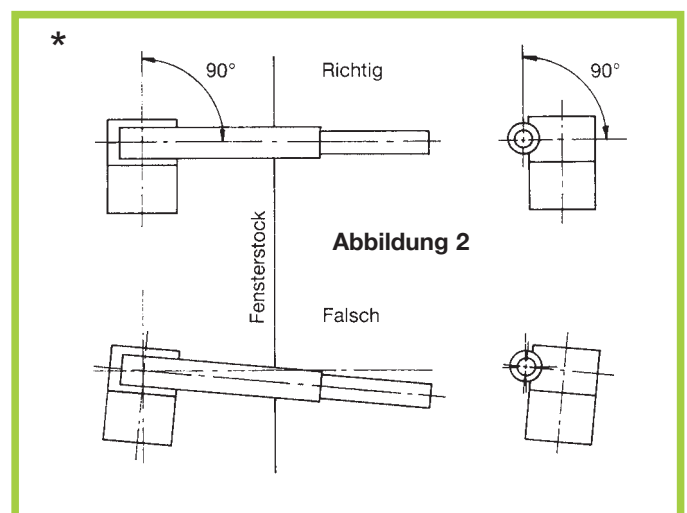 *
90°
Richtig
90°
Fensterstock
Abbildung 2
Falsch